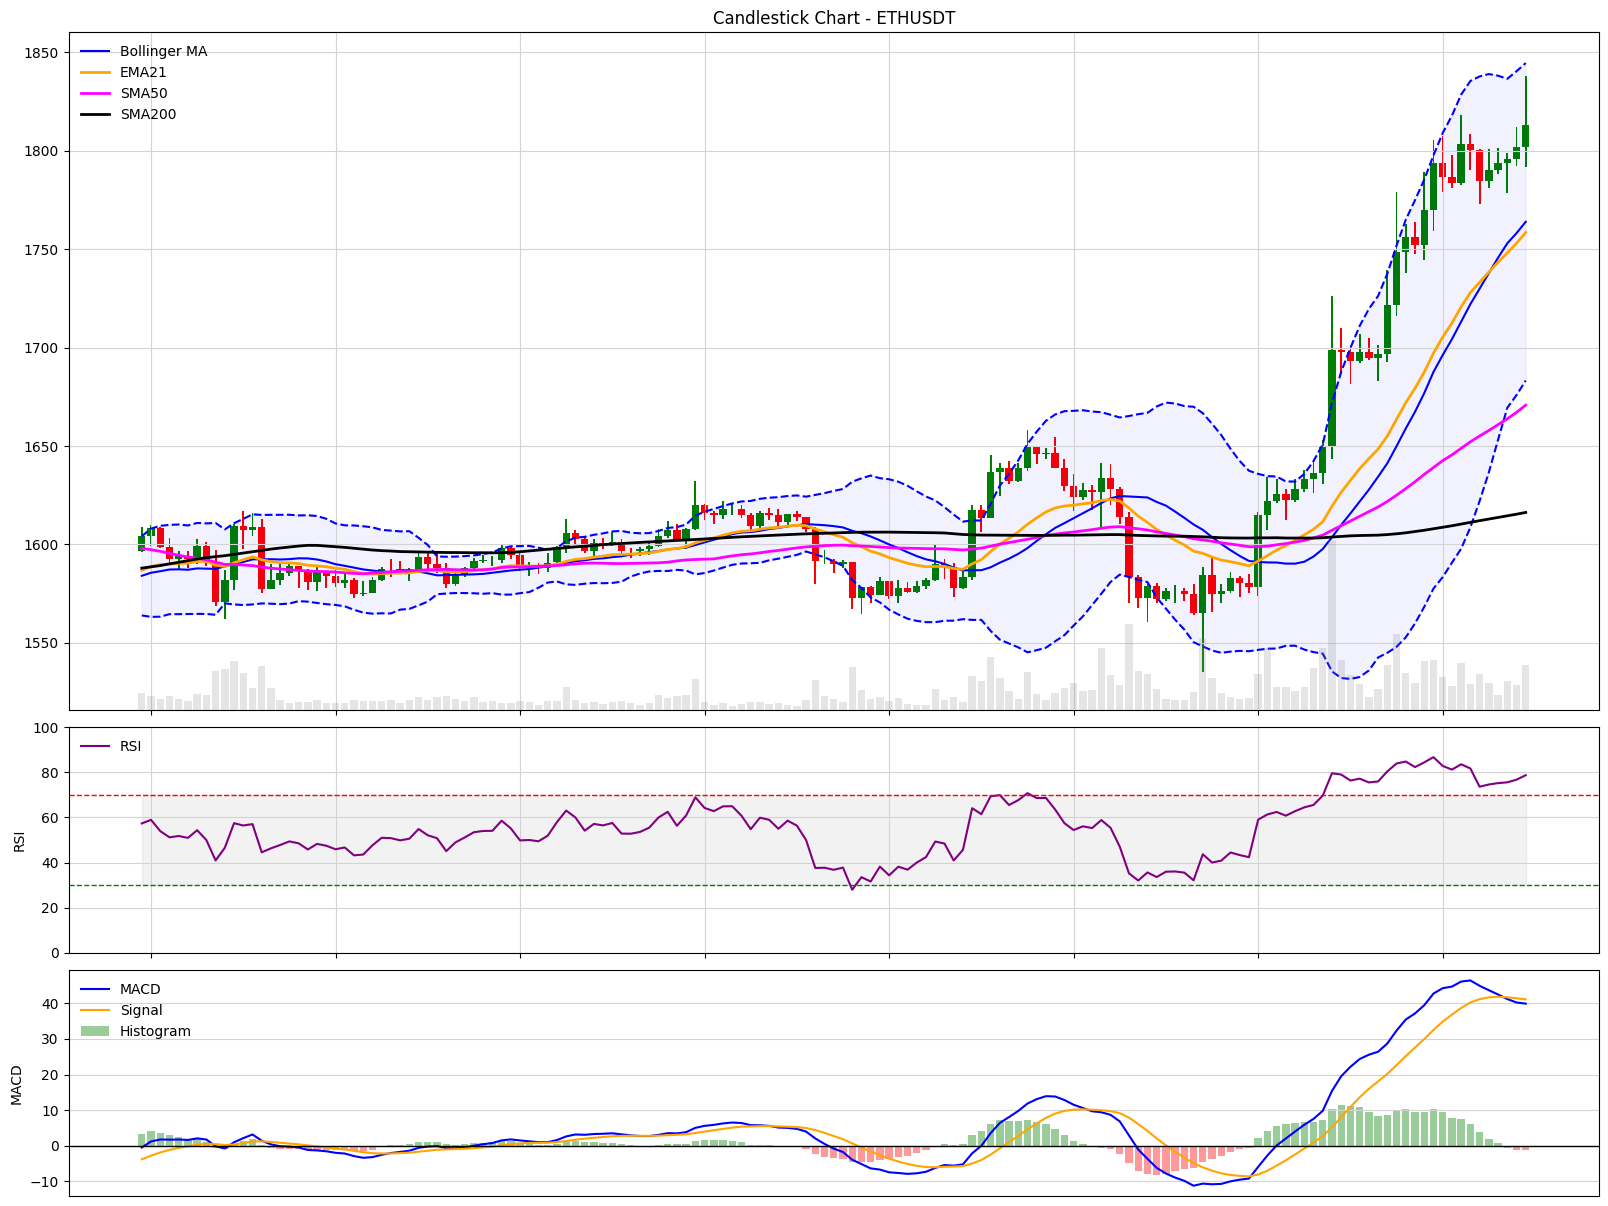 Candlestick Chart - ETHUSDT
1850
1800
1750
1700
1650
1600
1550
Bollinger MA
EMA21
SMA50
SMA200
100
80
60
40
20
0
RSI
RSI
40
30
20
10
0
−10
MACD
MACD
Signal
Histogram